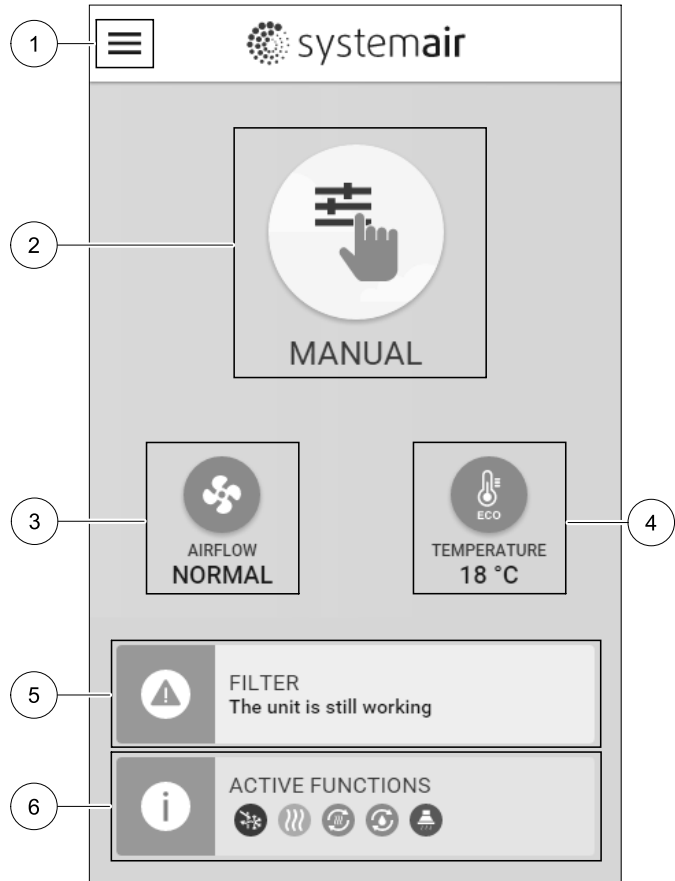 1
systemair
2
MANUAL
3
AIRFLOW
NORMAL
ECO
TEMPERATURE
18 °C
4
5
FILTER
The unit is still working
6
i
ACTIVE FUNCTIONS